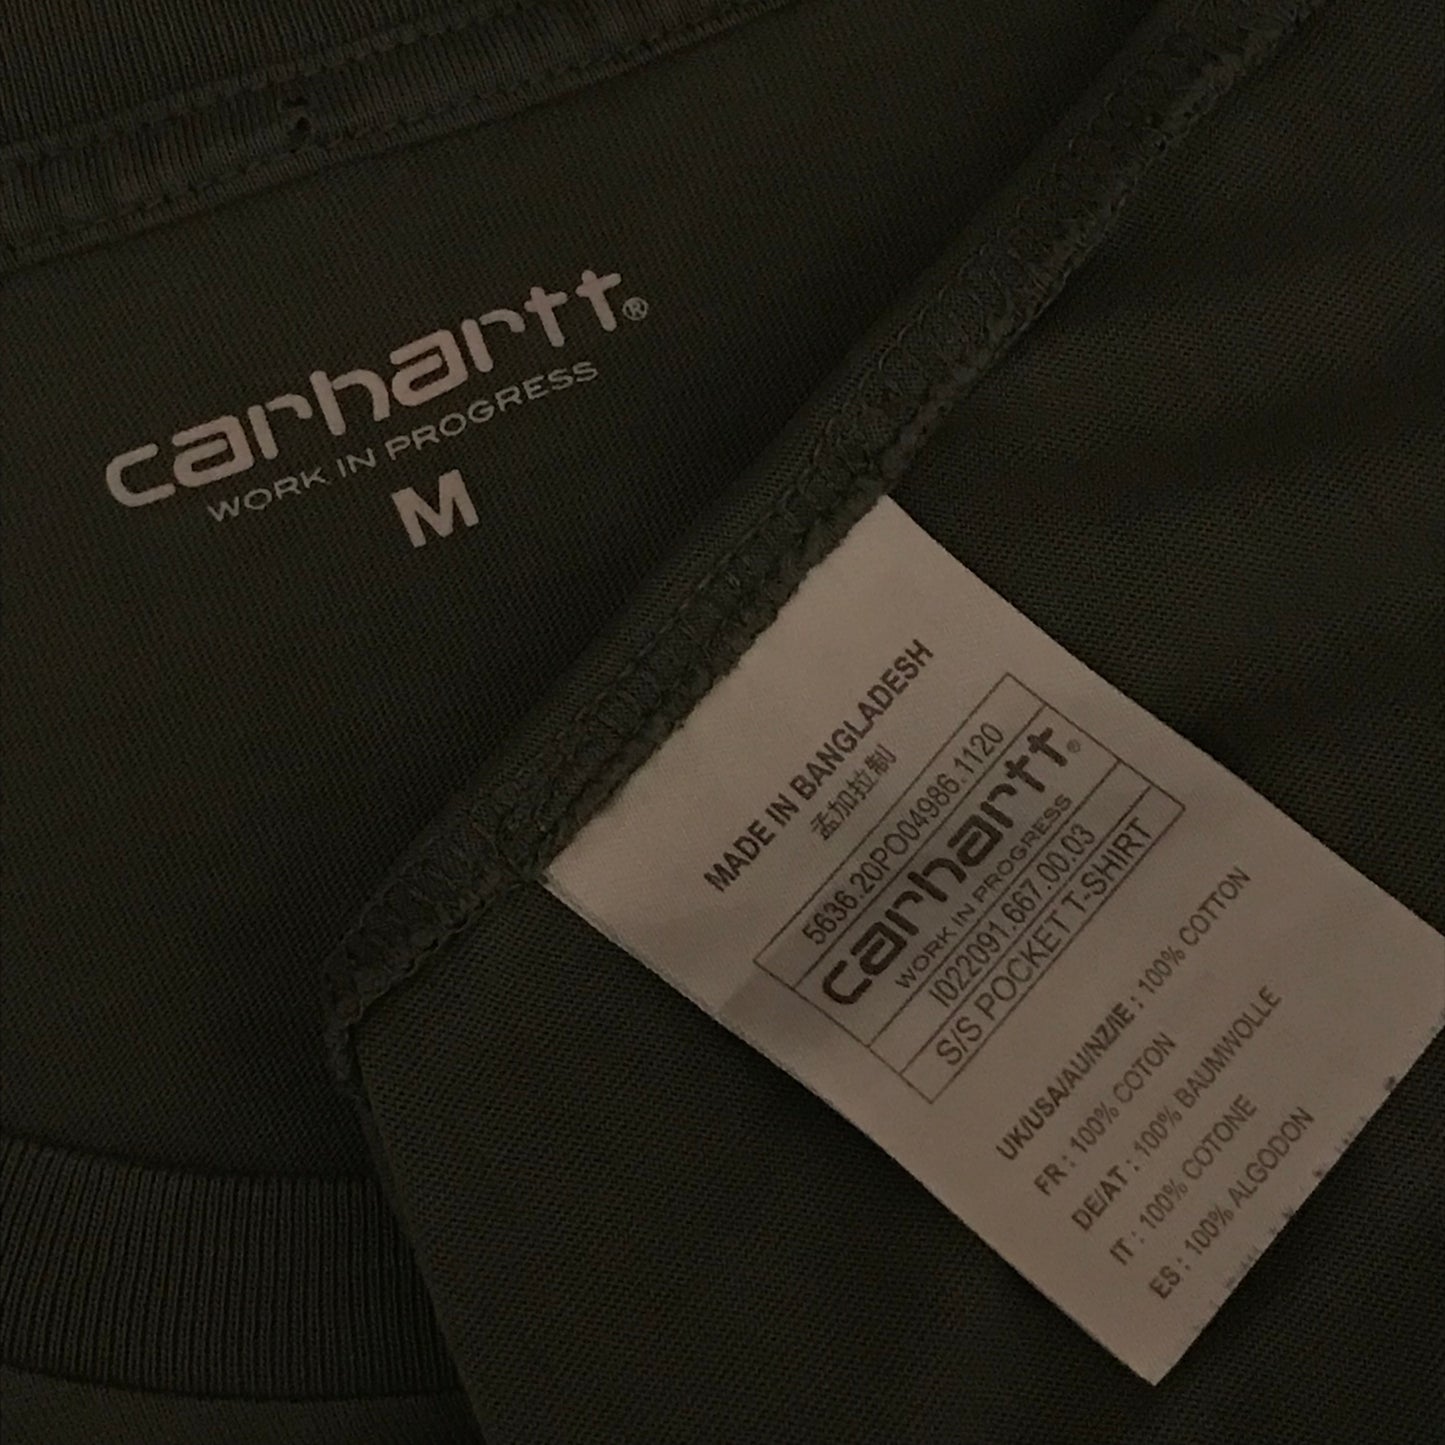 carhartt®
WORK IN PROGRESS
M
MADE IN BANGLADESH
孟加拉制
5636.20PO04986.1120
carhartt®
WORK IN PROGRESS
I022091.667.00.03
S/S POCKET T-SHIRT
UK/USA/AU/NZ/IE : 100% COTTON
FR : 100% COTON
DE/AT : 100% BAUMWOLLE
IT : 100% COTONE
ES : 100% ALGODON